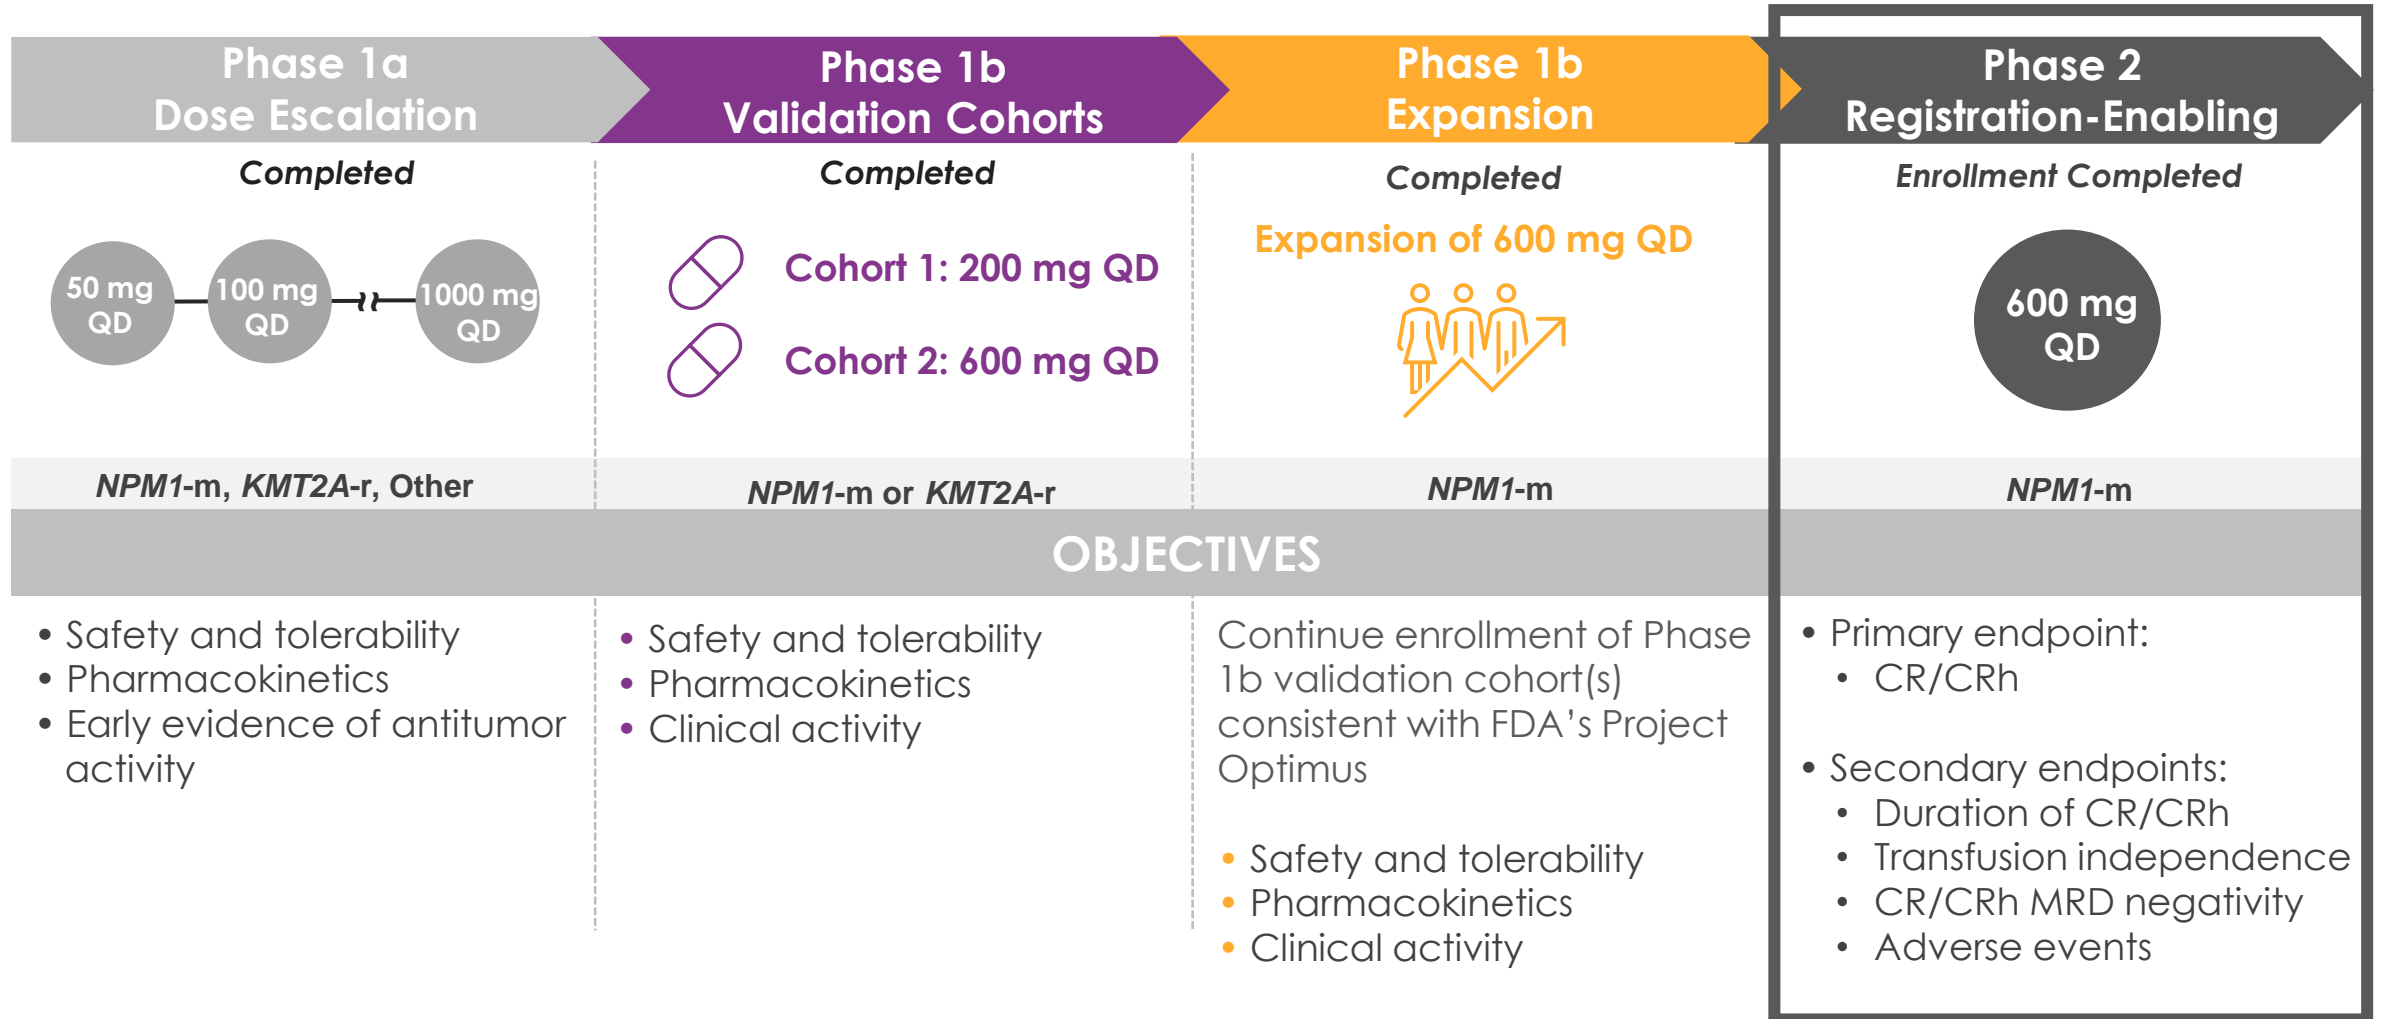 Phase 1a
Dose Escalation
Completed
50 mg
QD
100 mg
QD
1000 mg
QD
NPM1-m, KMT2A-r, Other
Phase 1b
Validation Cohorts
Completed
Cohort 1: 200 mg QD
Cohort 2: 600 mg QD
NPM1-m or KMT2A-r
Phase 1b
Expansion
Completed
Expansion of 600 mg QD
NPM1-m
Phase 2
Registration-Enabling
Enrollment Completed
600 mg
QD
NPM1-m
OBJECTIVES
• Safety and tolerability
• Pharmacokinetics
• Early evidence of antitumor
activity
• Safety and tolerability
• Pharmacokinetics
• Clinical activity
Continue enrollment of Phase
1b validation cohort(s)
consistent with FDA’s Project
Optimus
• Safety and tolerability
• Pharmacokinetics
• Clinical activity
• Primary endpoint:
• CR/CRh
• Secondary endpoints:
• Duration of CR/CRh
• Transfusion independence
• CR/CRh MRD negativity
• Adverse events